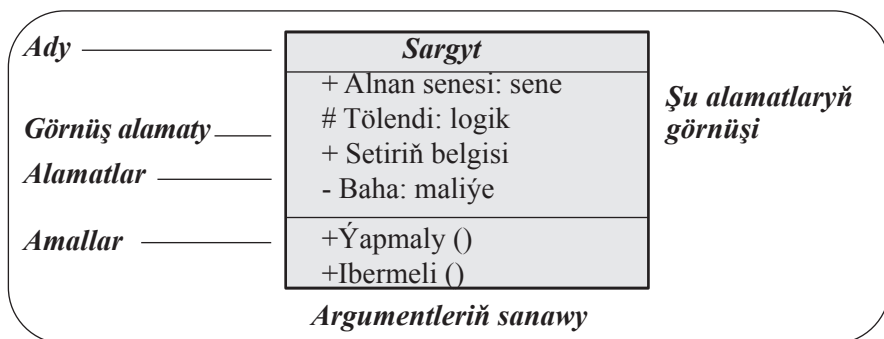 Ady
Sargyt
+ Alnan senesi: sene
Görnüş alamaty
# Tölendi: logik
Şu alamatlaryň
görnüşi
+ Setiriň belgisi
Alamatlar
- Baha: maliýe
Amallar
+Ýapmaly ()
+Ibermeli ()
Argumentleriň sanawy